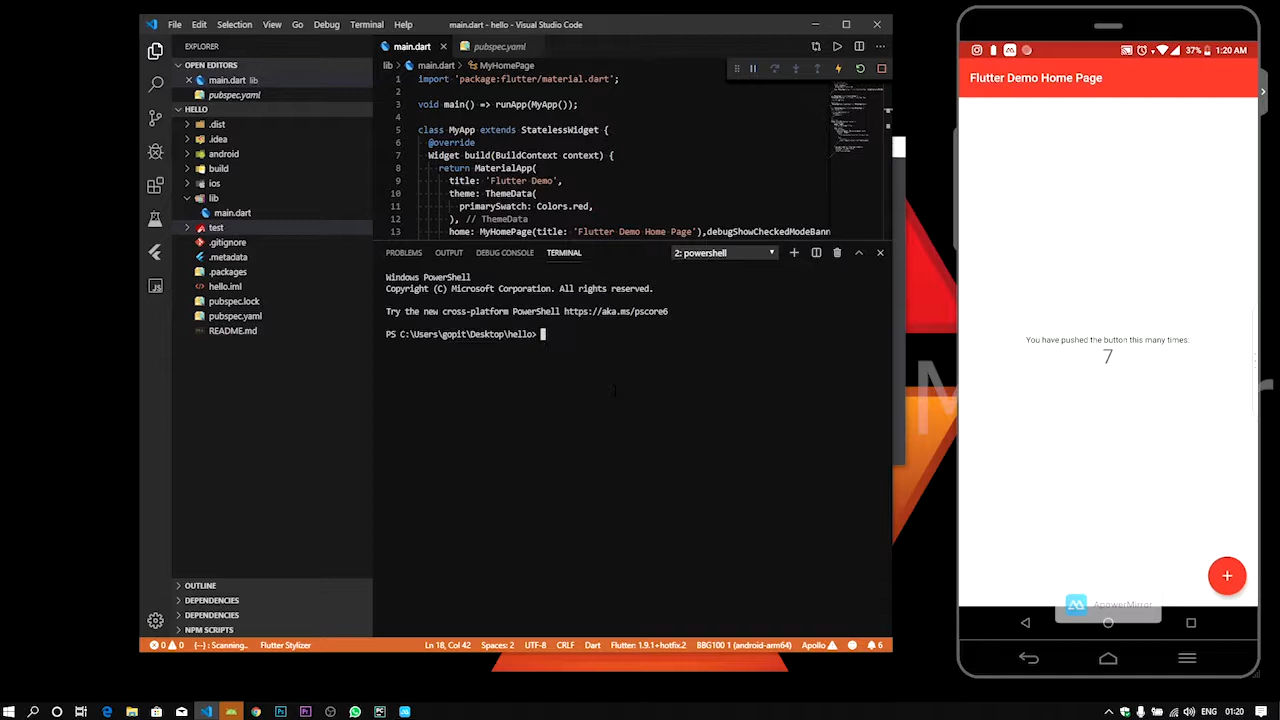 File Edit Selection View Go Debug Terminal Help
main.dart - hello - Visual Studio Code
EXPLORER
OPEN EDITORS
main.dart lib
pubspec.yaml
HELLO
.dist
.idea
android
build
ios
lib
main.dart
test
.gitignore
.metadata
.packages
hello.iml
pubspec.lock
pubspec.yaml
README.md
OUTLINE
DEPENDENCIES
DEPENDENCIES
NPM SCRIPTS
main.dart
pubspec.yaml
lib > main.dart > MyHomePage
1 import 'package:flutter/material.dart';
2
3 void main() => runApp(MyApp());
4
5 class MyApp extends StatelessWidget {
6 @override
7 Widget build(BuildContext context) {
8 return MaterialApp(
9 title: 'Flutter Demo',
10 theme: ThemeData(
11 primarySwatch: Colors.red,
12 ), // ThemeData
13 home: MyHomePage(title: 'Flutter Demo Home Page'),debugShowCheckedModeBann
PROBLEMS OUTPUT DEBUG CONSOLE TERMINAL
2: powershell
Windows PowerShell
Copyright (C) Microsoft Corporation. All rights reserved.
Try the new cross-platform PowerShell https://aka.ms/pscore6
PS C:\Users\gopit\Desktop\hello>
0 0 {--} : Scanning.. Flutter Stylizer
Ln 18, Col 42 Spaces: 2 UTF-8 CRLF Dart Flutter: 1.9.1+hotfix.2 BBG100 1 (android-arm64) Apollo 6
37% 1:20 AM
Flutter Demo Home Page
You have pushed the button this many times:
7
+
ApowerMirror
ENG 01:20